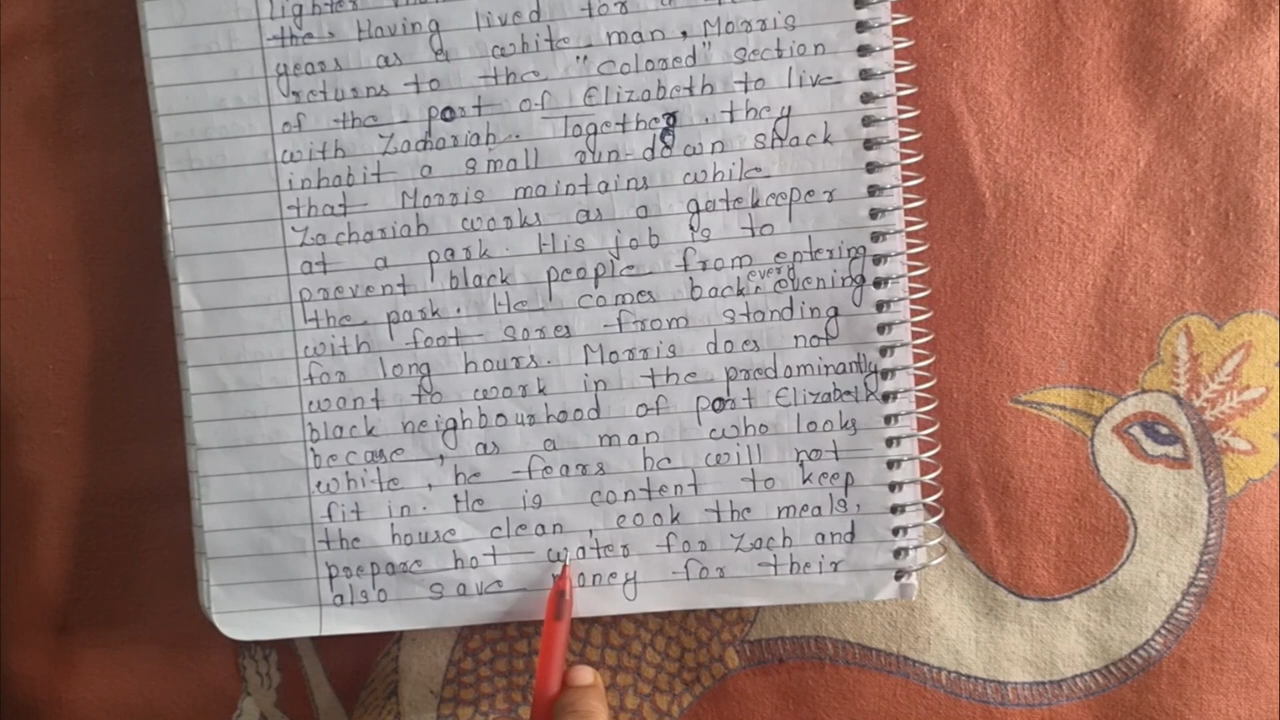 Lighter
the. Having lived for a
years as a white man, Morris
returns to the "colored" section
of the port of Elizabeth to live
with Zachariah. Together, they
inhabit a small run-down shack
that Morris maintains while
Zachariah works as a gatekeeper
at a park. His job is to
prevent black people from entering
the park. He comes back every evening
with foot sores from standing
for long hours. Morris does not
want to work in the predominantly
black neighbourhood of port Elizabeth
becase, as a man who looks
white, he fears he will not
fit in. He is content to keep
the house clean, cook the meals,
prepare hot water for Zach and
also save money for their